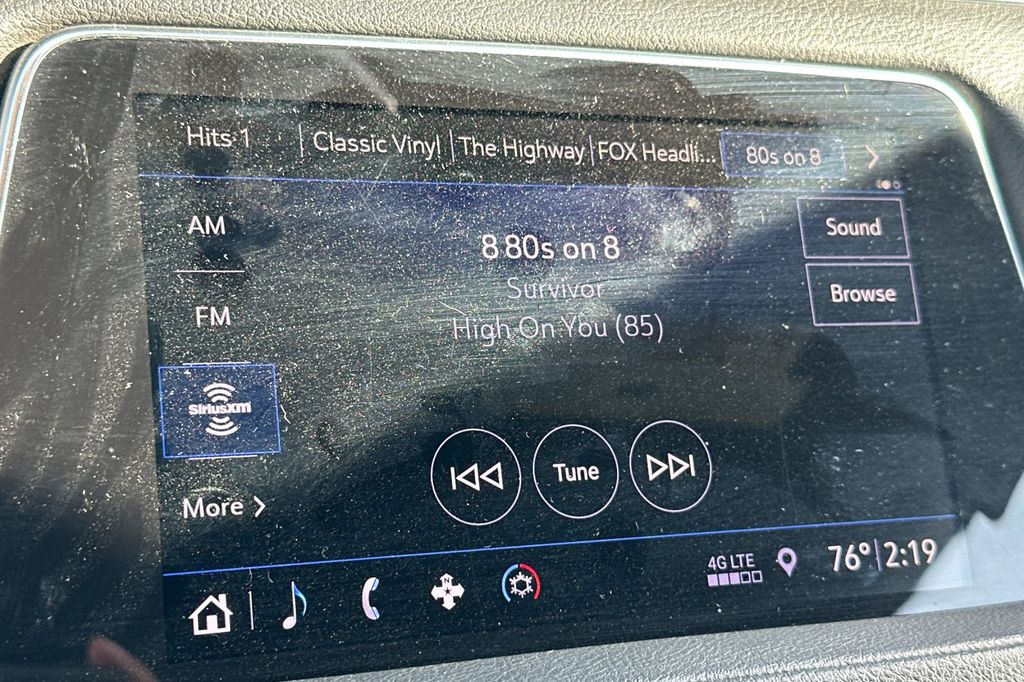 Hits 1 Classic Vinyl The Highway FOX Headli... 80s on 8
AM
FM
SiriusXM
More
8 80s on 8
Survivor
High On You (85)
Sound
Browse
Tune
N
4G LTE
76° 2:19